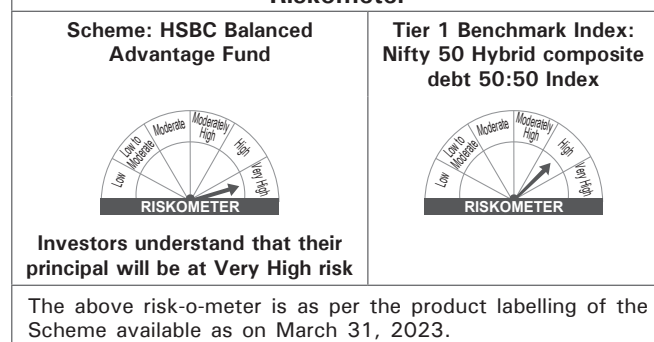 Riskometer
Scheme: HSBC Balanced
Advantage Fund
Low
Low to
Moderate
Moderate
Moderately
High
High
Very High
RISKOMETER
Investors understand that their
principal will be at Very High risk
Tier 1 Benchmark Index:
Nifty 50 Hybrid composite
debt 50:50 Index
Low
Low to
Moderate
Moderate
Moderately
High
High
Very High
RISKOMETER
The above risk-o-meter is as per the product labelling of the
Scheme available as on March 31, 2023.